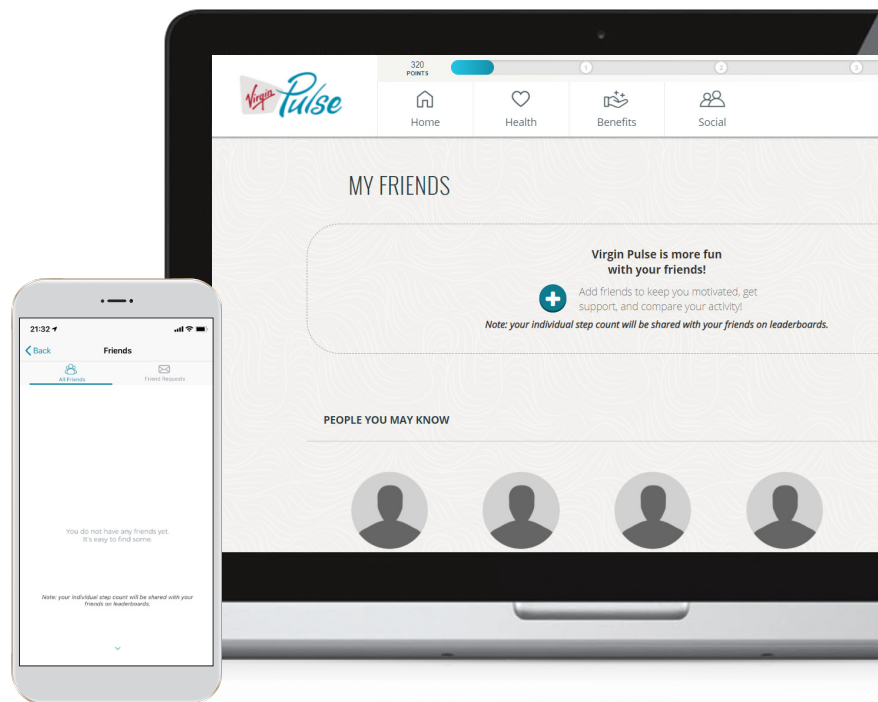 320
POINTS
1
2
3
Virgin Pulse
Home
Health
Benefits
Social
MY FRIENDS
Virgin Pulse is more fun
with your friends!
Add friends to keep you motivated, get
support, and compare your activity!
Note: your individual step count will be shared with your friends on leaderboards.
PEOPLE YOU MAY KNOW
21:32
Back
Friends
All Friends
Friend Requests
You do not have any friends yet.
It's easy to find some.
Note: your individual step count will be shared with your
friends on leaderboards.